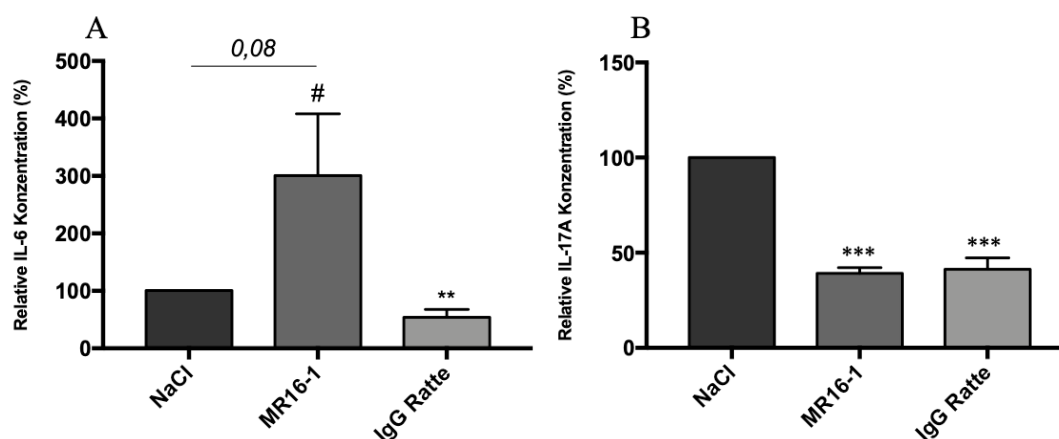 A
0,08
Relative IL-6 Konzentration (%)
500
400
300
200
100
0
#
**
NaCl
MR16-1
IgG Ratte
B
Relative IL-17A Konzentration (%)
150
100
50
0
***
***
NaCl
MR16-1
IgG Ratte